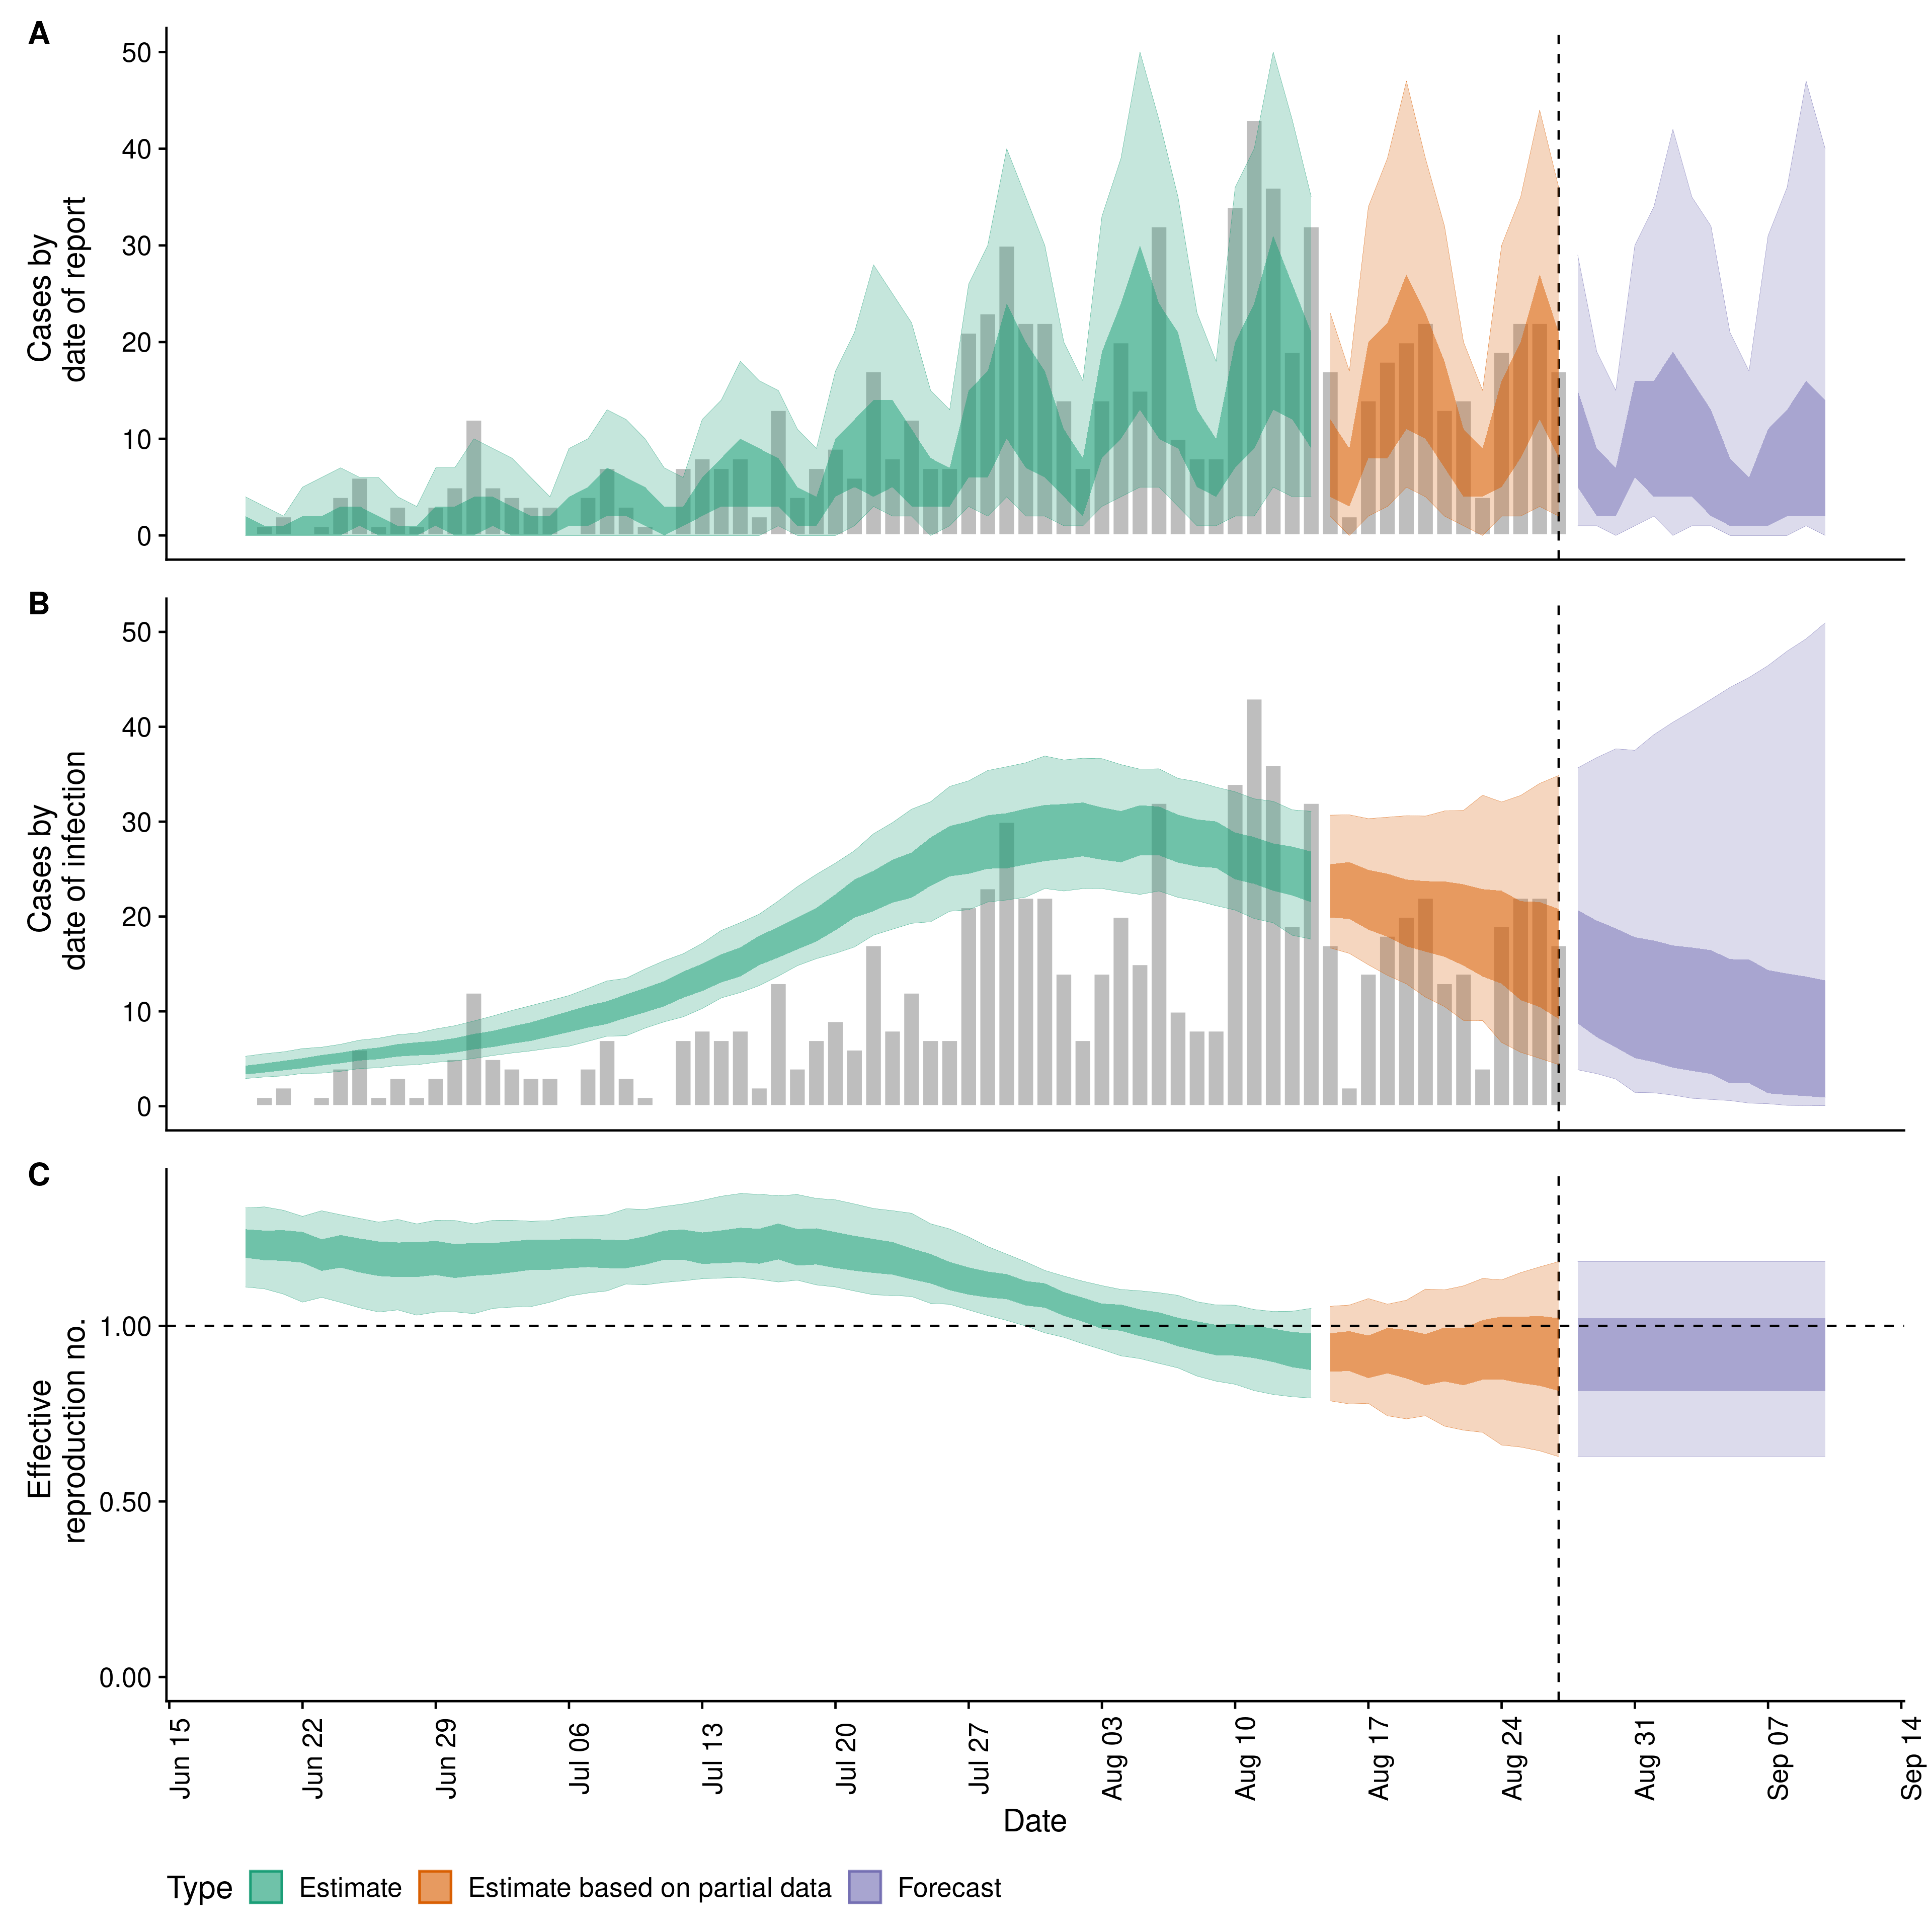 A
50
40
30
20
10
0
Cases by
date of report
B
50
40
30
20
10
0
Cases by
date of infection
C
1.00
0.50
0.00
Effective
reproduction no.
Jun 15
Jun 22
Jun 29
Jul 06
Jul 13
Jul 20
Jul 27
Aug 03
Aug 10
Aug 17
Aug 24
Aug 31
Sep 07
Sep 14
Date
Type Estimate Estimate based on partial data Forecast